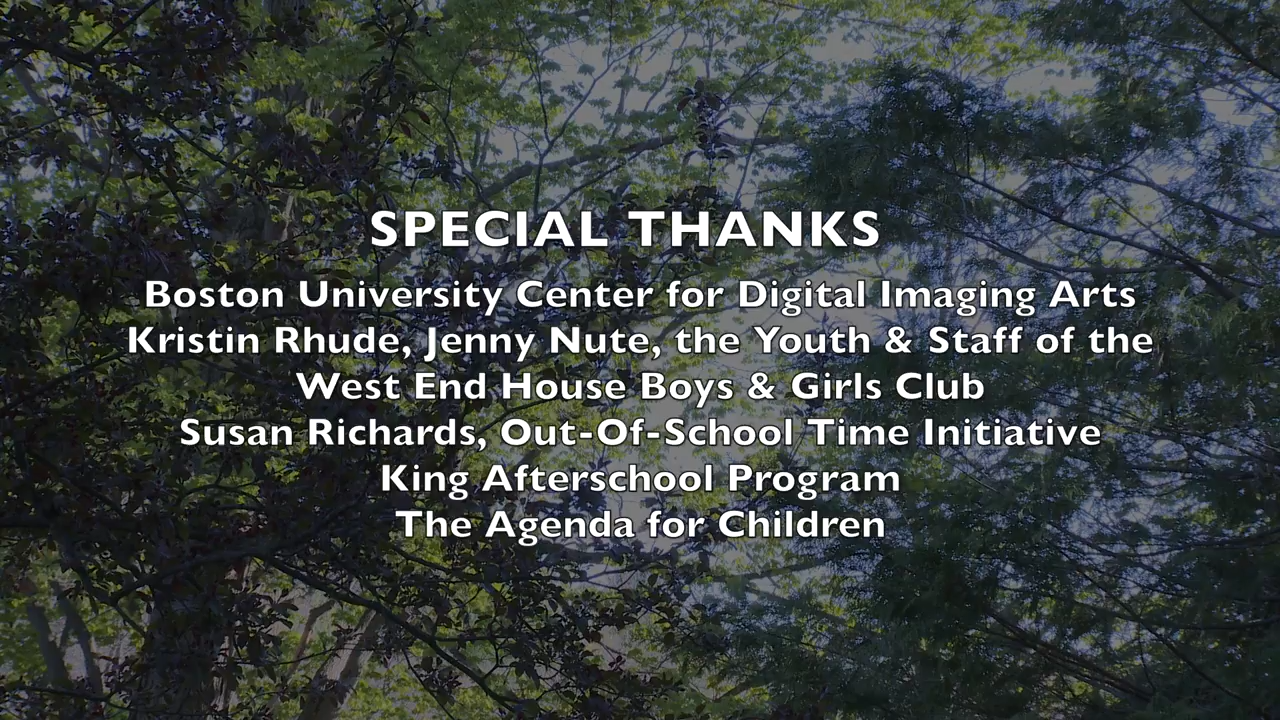 SPECIAL THANKS
Boston University Center for Digital Imaging Arts
Kristin Rhude, Jenny Nute, the Youth & Staff of the
West End House Boys & Girls Club
Susan Richards, Out-Of-School Time Initiative
King Afterschool Program
The Agenda for Children